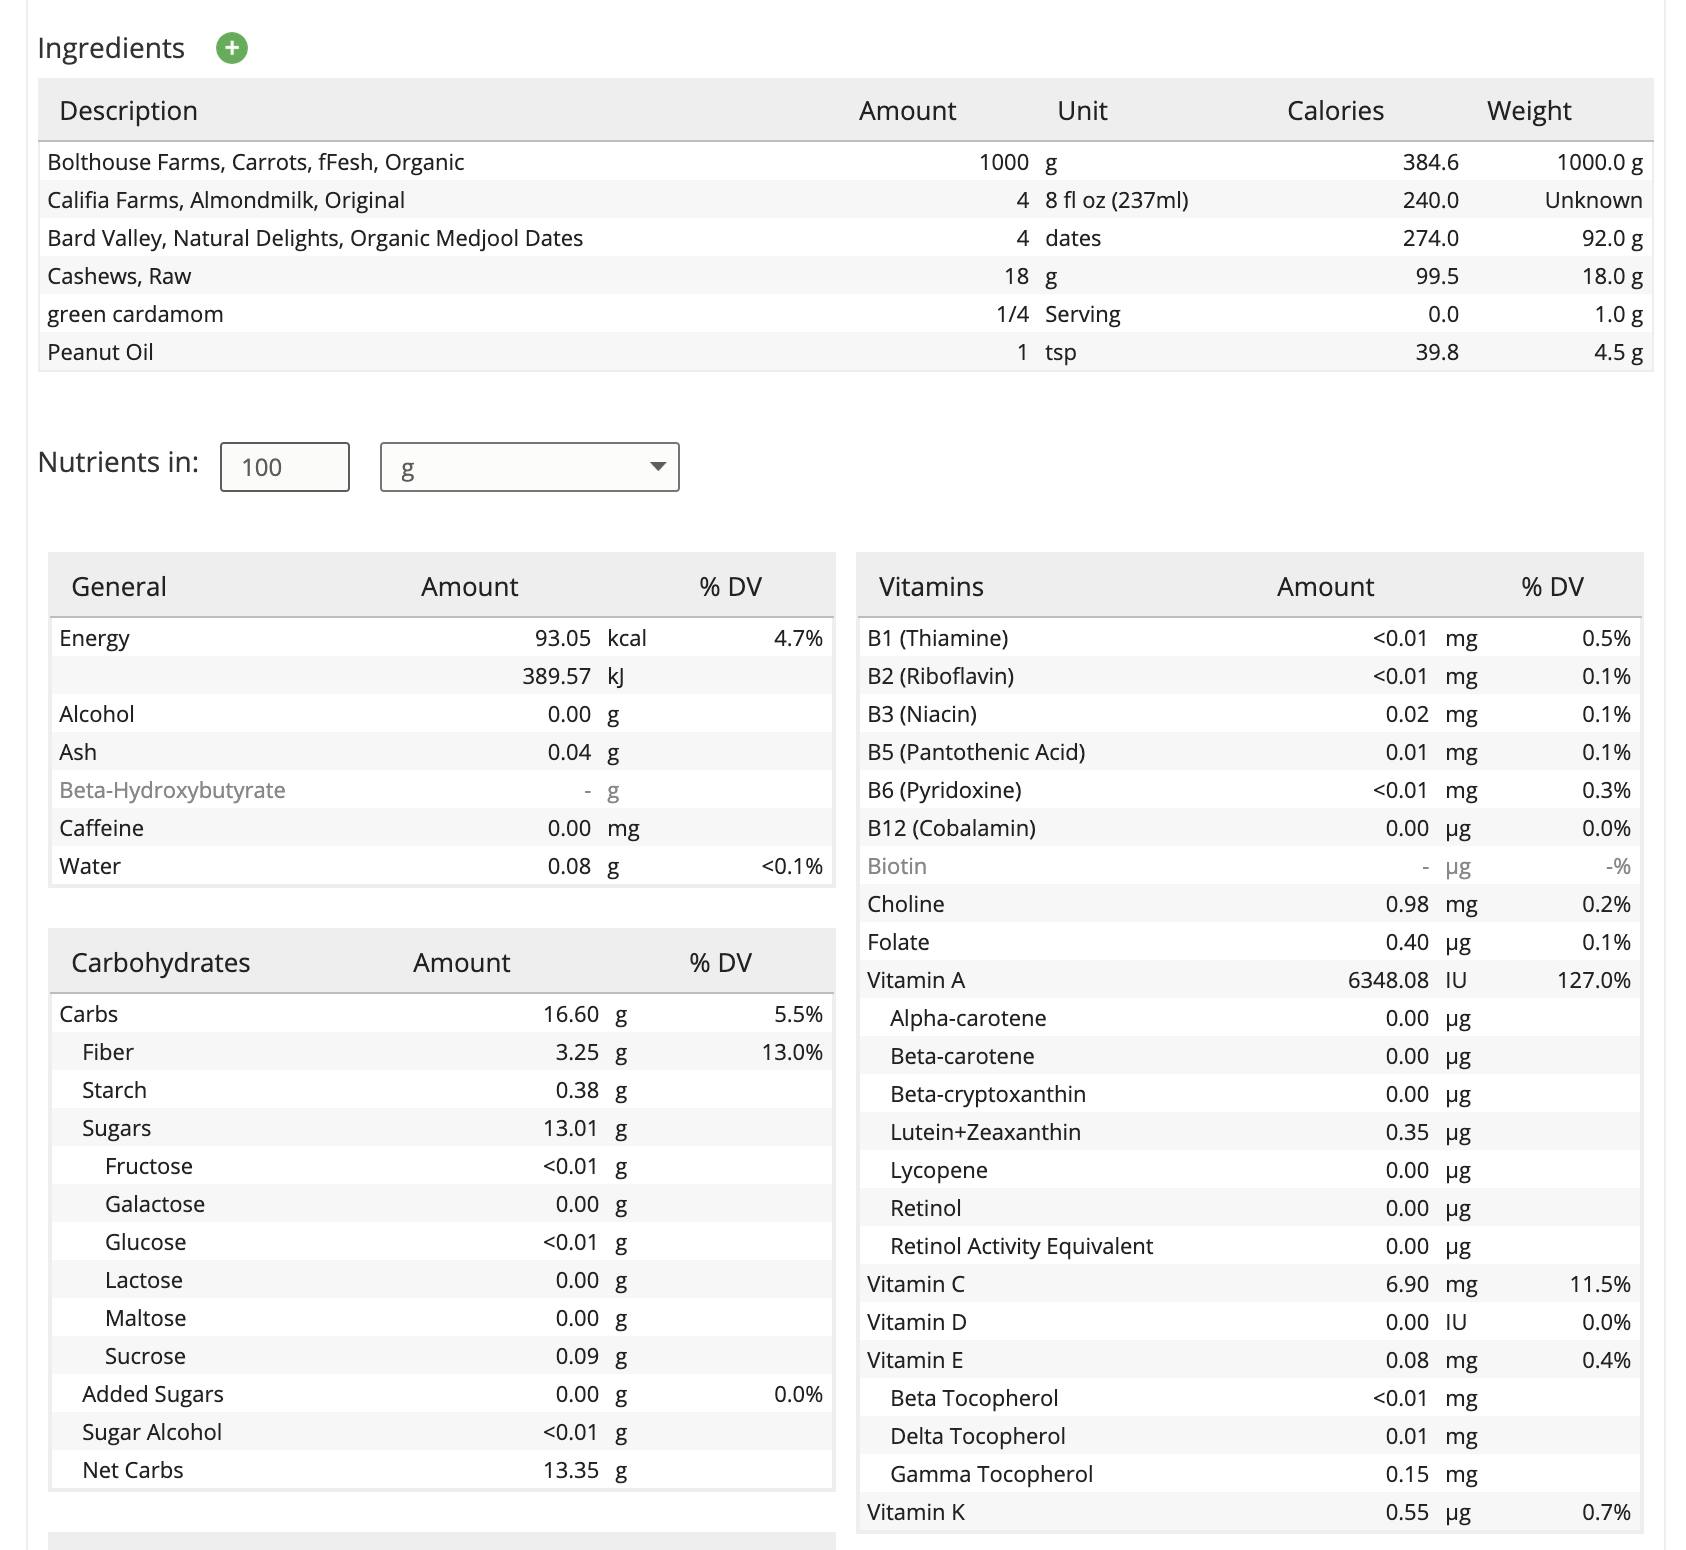 Ingredients +
Description Amount Unit Calories Weight
Bolthouse Farms, Carrots, fFesh, Organic 1000 g 384.6 1000.0 g
Califia Farms, Almondmilk, Original 4 8 fl oz (237ml) 240.0 Unknown
Bard Valley, Natural Delights, Organic Medjool Dates 4 dates 274.0 92.0 g
Cashews, Raw 18 g 99.5 18.0 g
green cardamom 1/4 Serving 0.0 1.0 g
Peanut Oil 1 tsp 39.8 4.5 g
Nutrients in: 100 g
General Amount % DV
Energy 93.05 kcal 4.7%
389.57 kJ
Alcohol 0.00 g
Ash 0.04 g
Beta-Hydroxybutyrate - g
Caffeine 0.00 mg
Water 0.08 g <0.1%
Carbohydrates Amount % DV
Carbs 16.60 g 5.5%
Fiber 3.25 g 13.0%
Starch 0.38 g
Sugars 13.01 g
Fructose <0.01 g
Galactose 0.00 g
Glucose <0.01 g
Lactose 0.00 g
Maltose 0.00 g
Sucrose 0.09 g
Added Sugars 0.00 g 0.0%
Sugar Alcohol <0.01 g
Net Carbs 13.35 g
Vitamins Amount % DV
B1 (Thiamine) <0.01 mg 0.5%
B2 (Riboflavin) <0.01 mg 0.1%
B3 (Niacin) 0.02 mg 0.1%
B5 (Pantothenic Acid) 0.01 mg 0.1%
B6 (Pyridoxine) <0.01 mg 0.3%
B12 (Cobalamin) 0.00 µg 0.0%
Biotin - µg -%
Choline 0.98 mg 0.2%
Folate 0.40 µg 0.1%
Vitamin A 6348.08 IU 127.0%
Alpha-carotene 0.00 µg
Beta-carotene 0.00 µg
Beta-cryptoxanthin 0.00 µg
Lutein+Zeaxanthin 0.35 µg
Lycopene 0.00 µg
Retinol 0.00 µg
Retinol Activity Equivalent 0.00 µg
Vitamin C 6.90 mg 11.5%
Vitamin D 0.00 IU 0.0%
Vitamin E 0.08 mg 0.4%
Beta Tocopherol <0.01 mg
Delta Tocopherol 0.01 mg
Gamma Tocopherol 0.15 mg
Vitamin K 0.55 µg 0.7%